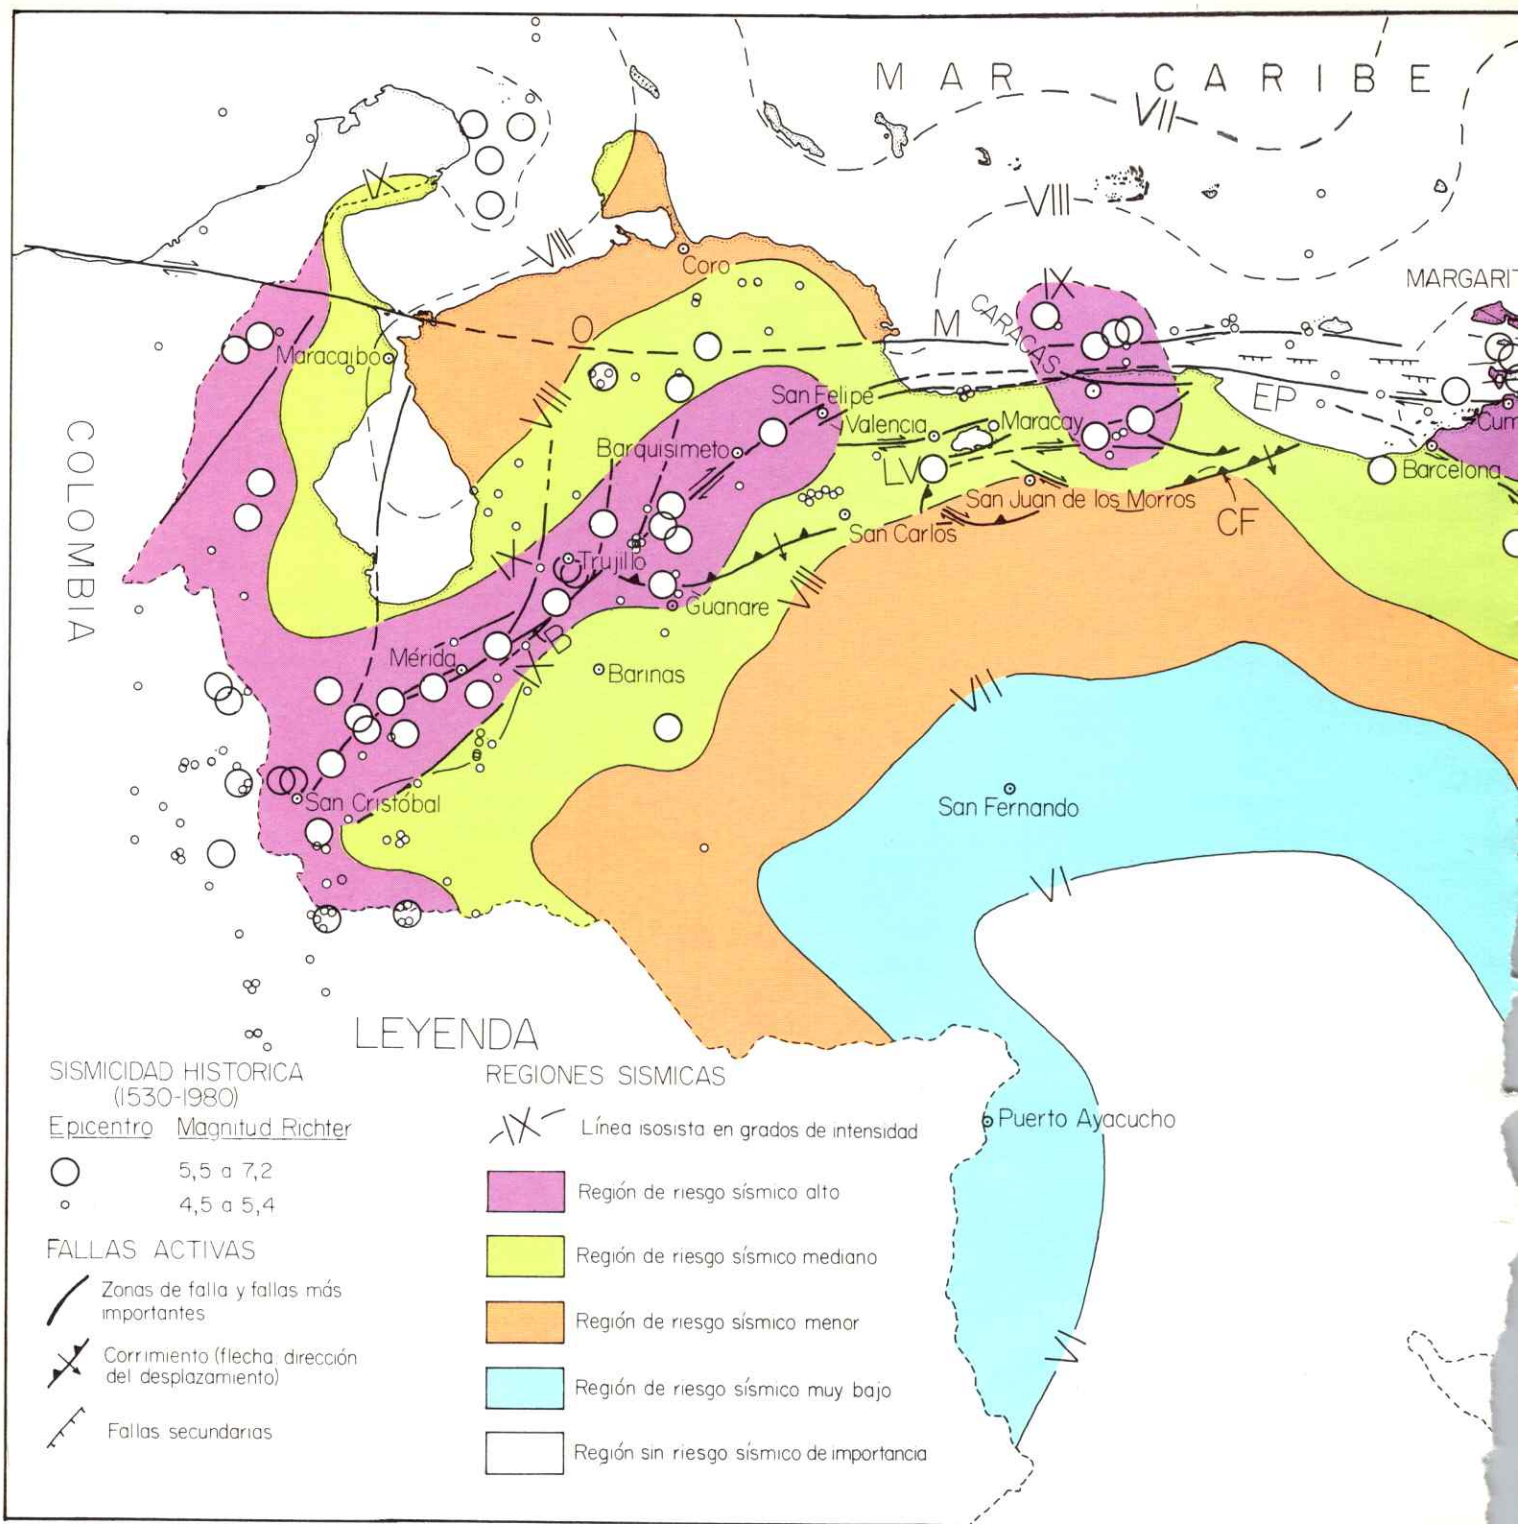 MAR CARIBE
VII
IX
VIII
VIII
Coro
IX
MARGARIT
CARACAS
O
M
Maracaibo
VIII
EP
San Felipe
Valencia
Maracay
Cum
Barquisimeto
Barcelona
COLOMBIA
LV
San Juan de los Morros
CF
San Carlos
IX
Trujillo
VIII
Guanare
B
Mérida
IX
Barinas
VII
San Cristóbal
San Fernando
VI
LEYENDA
SISMICIDAD HISTORICA
(1530-1980)
Epicentro Magnitud Richter
5,5 a 7,2
4,5 a 5,4
FALLAS ACTIVAS
Zonas de falla y fallas más
importantes
Corrimiento (flecha, dirección
del desplazamiento)
Fallas secundarias
REGIONES SISMICAS
IX Línea isosista en grados de intensidad
Región de riesgo sísmico alto
Región de riesgo sísmico mediano
Región de riesgo sísmico menor
Región de riesgo sísmico muy bajo
Región sin riesgo sísmico de importancia
Puerto Ayacucho
VI